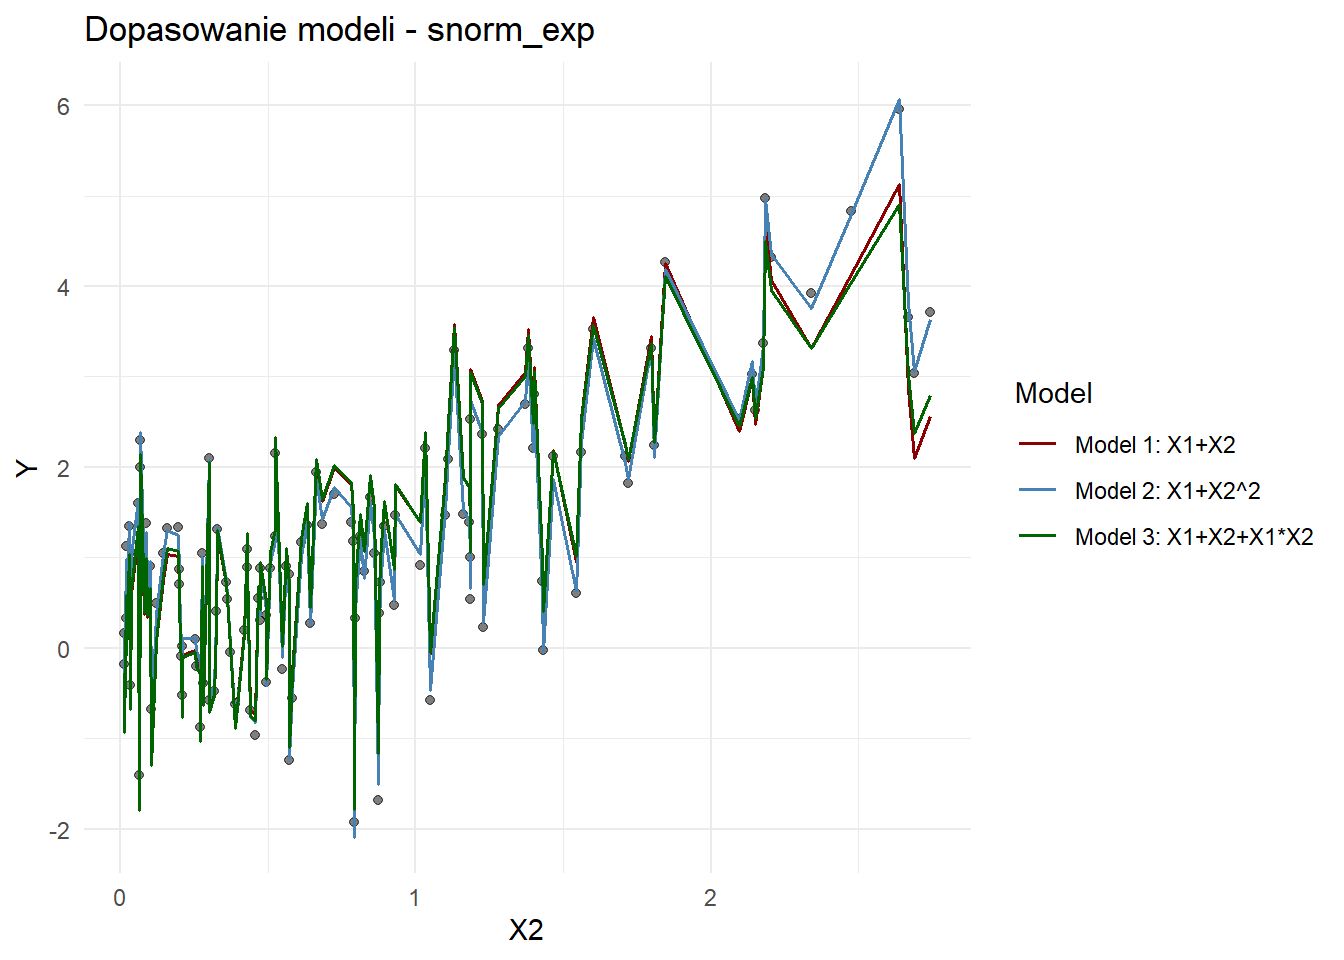 Dopasowanie modeli - snorm_exp
6
4
2
0
-2
Y
0 1 2
X2
Model
Model 1: X1+X2
Model 2: X1+X2^2
Model 3: X1+X2+X1*X2